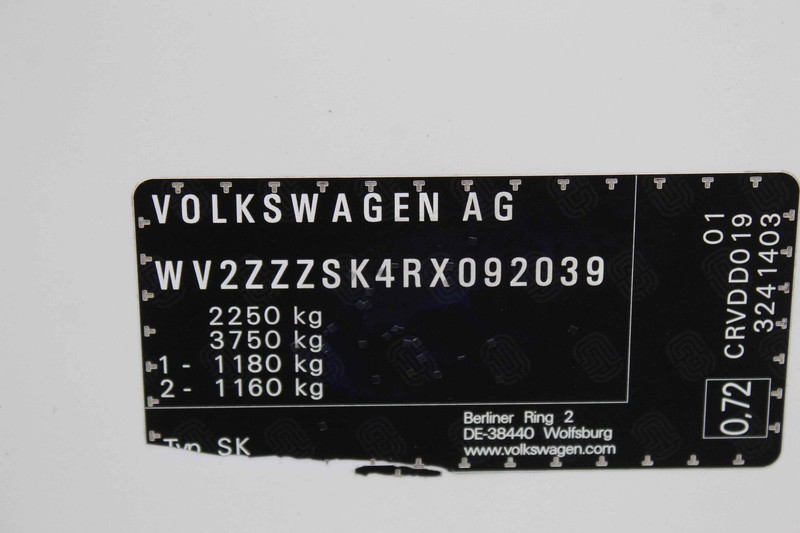 VOLKSWAGEN AG
WV2ZZZSK4RX092039
2250 kg
3750 kg
1 - 1180 kg
2 - 1160 kg
Typ SK
Berliner Ring 2
DE-38440 Wolfsburg
www.volkswagen.com
01
CRVDD019
3241403
0,72